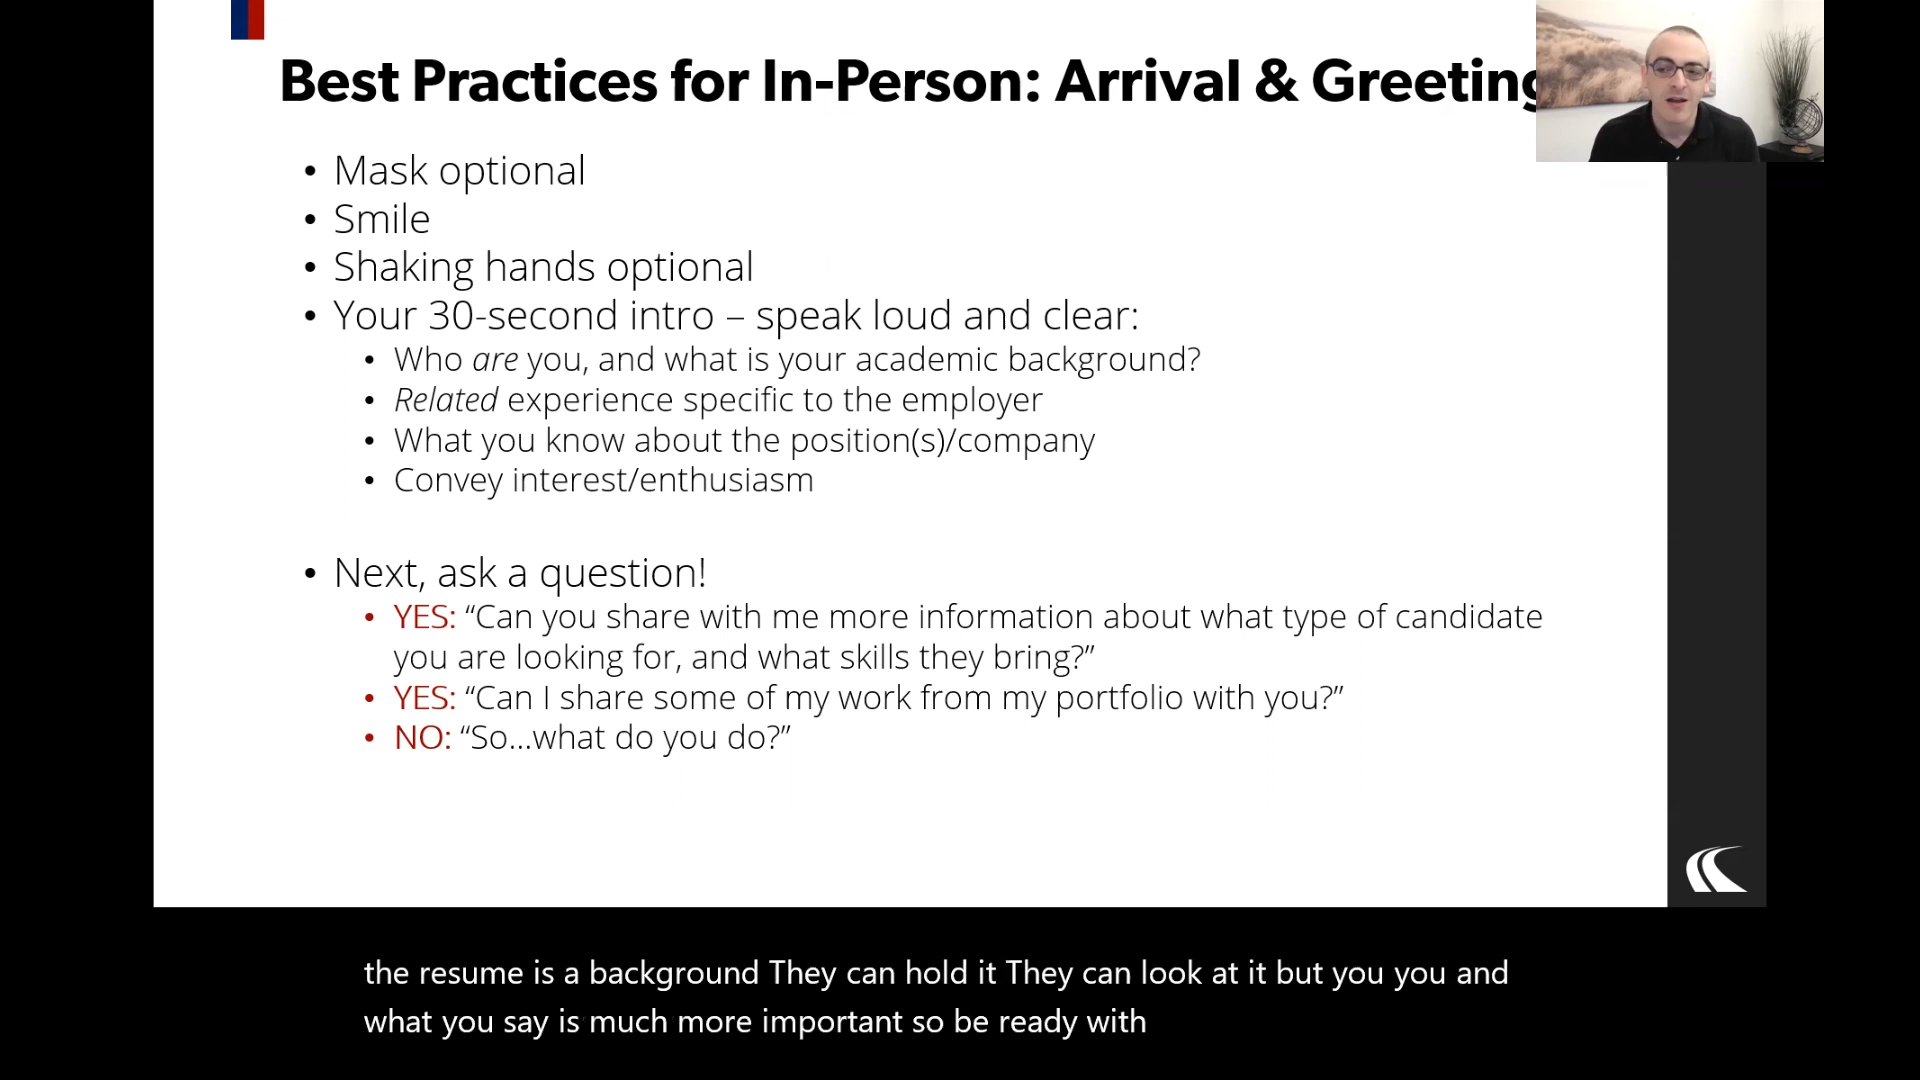 Best Practices for In-Person: Arrival & Greeting
• Mask optional
• Smile
• Shaking hands optional
• Your 30-second intro – speak loud and clear:
• Who are you, and what is your academic background?
• Related experience specific to the employer
• What you know about the position(s)/company
• Convey interest/enthusiasm
• Next, ask a question!
• YES: “Can you share with me more information about what type of candidate
you are looking for, and what skills they bring?”
• YES: “Can I share some of my work from my portfolio with you?”
• NO: “So...what do you do?”
the resume is a background They can hold it They can look at it but you you and
what you say is much more important so be ready with